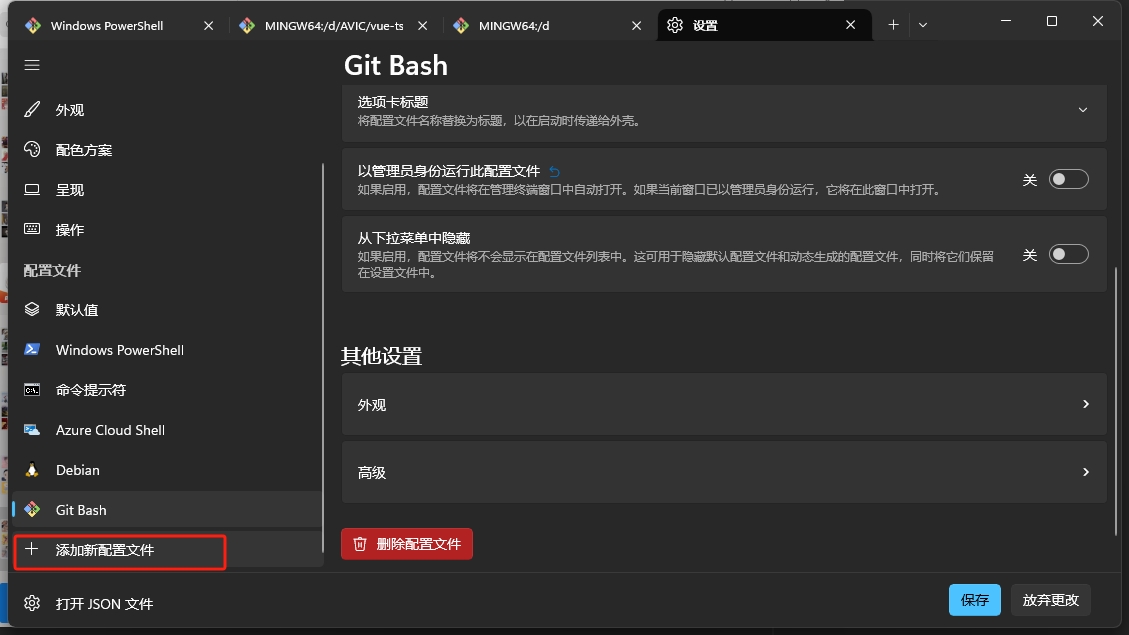 Windows PowerShell
MINGW64:/d/AVIC/vue-ts
MINGW64:/d
设置
外观
配色方案
呈现
操作
配置文件
默认值
Windows PowerShell
命令提示符
Azure Cloud Shell
Debian
Git Bash
添加新配置文件
打开 JSON 文件
Git Bash
选项卡标题
将配置文件名称替换为标题，以在启动时传递给外壳。
以管理员身份运行此配置文件
如果启用，配置文件将在管理终端窗口中自动打开。如果当前窗口已以管理员身份运行，它将在此窗口中打开。
关
从下拉菜单中隐藏
如果启用，配置文件将不会显示在配置文件列表中。这可用于隐藏默认配置文件和动态生成的配置文件，同时将它们保留
在设置文件中。
关
其他设置
外观
高级
删除配置文件
保存
放弃更改